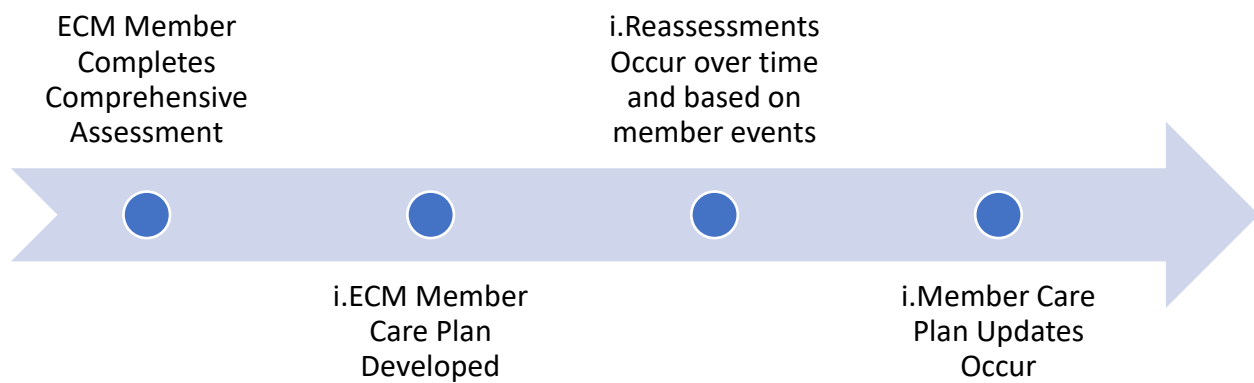 ECM Member
Completes
Comprehensive
Assessment
i.ECM Member
Care Plan
Developed
i.Reassessments
Occur over time
and based on
member events
i.Member Care
Plan Updates
Occur